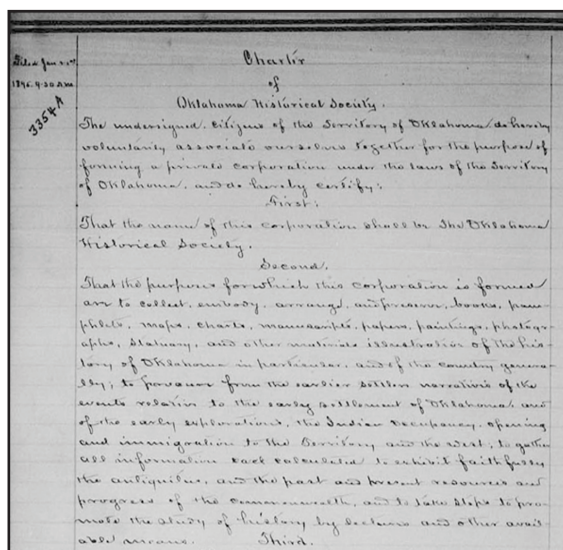 Filed Jan
1895. 9-30 A.M.
3354 A
Charter
of
Oklahoma Historical Society.
The undersigned, citizens of the Territory of Oklahoma do hereby
voluntarily associate ourselves together for the purpose of
forming a private corporation under the laws of the Territory
of Oklahoma, and do hereby certify:
First:
That the name of this corporation shall be The Oklahoma
Historical Society.
Second.
That the purposes for which this corporation is formed
are to collect, embody, arrange, and preserve, books, pam-
phlets, maps, charts, manuscripts, papers, paintings, photogr-
aphs, statuary, and other materials illustrative of the his-
tory of Oklahoma in particular, and of the country genera-
lly; to procure from the earlier settlers narratives of the
events relative to the early settlement of Oklahoma, and
of the early explorations, the Indian occupancy, opening
and immigration to the Territory and the west, to gather
all information calculated to exhibit faithfully
the antiquities, and the past and present resources and
progress of the commonwealth, and to take steps to pro-
mote the study of history by lectures and other avail-
able means. Third.